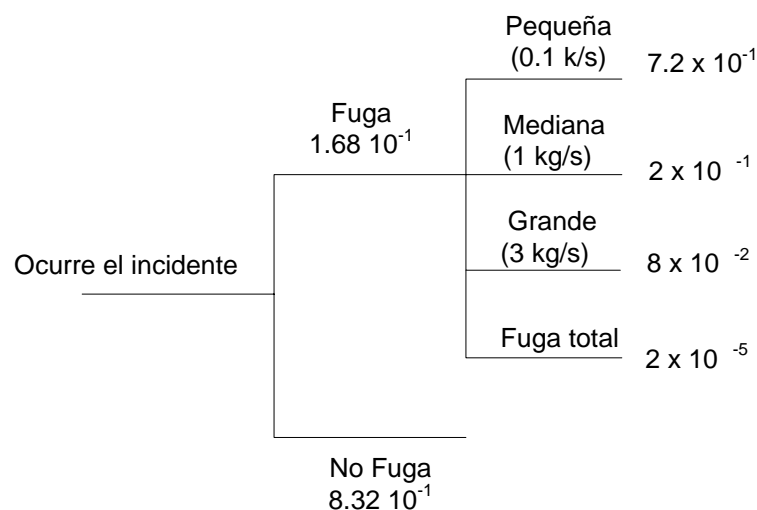 Pequeña
(0.1 k/s)
7.2 x 10⁻¹
Fuga
1.68 10⁻¹
Mediana
(1 kg/s)
2 x 10 ⁻¹
Grande
(3 kg/s)
8 x 10 ⁻²
Ocurre el incidente
Fuga total
2 x 10 ⁻⁵
No Fuga
8.32 10⁻¹